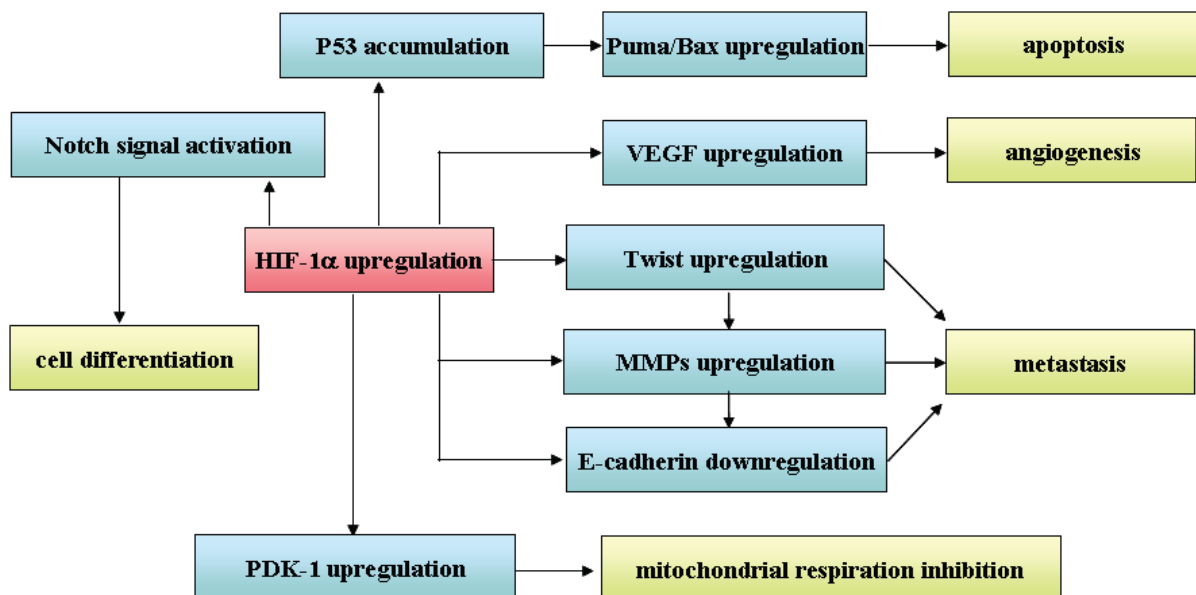 P53 accumulation
Puma/Bax upregulation
apoptosis
Notch signal activation
VEGF upregulation
angiogenesis
HIF-1α upregulation
Twist upregulation
cell differentiation
MMPs upregulation
metastasis
E-cadherin downregulation
PDK-1 upregulation
mitochondrial respiration inhibition